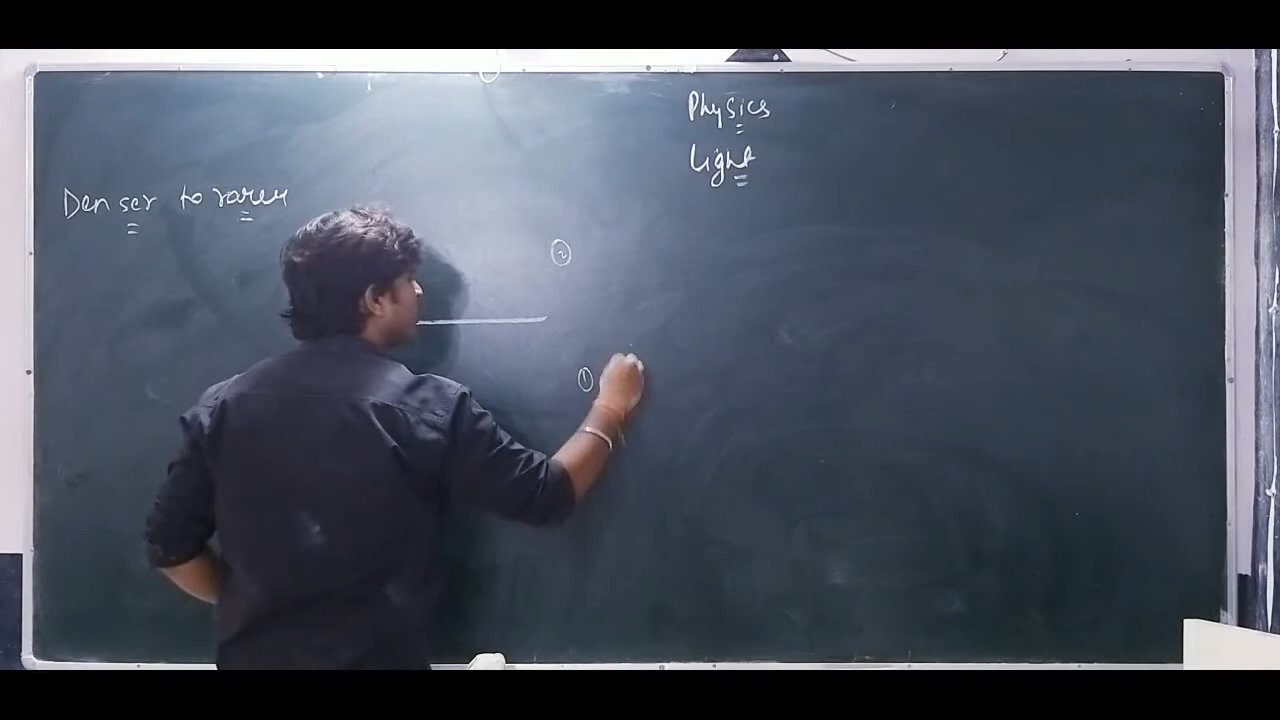 Physics
Light
Denser to rarer
②
①